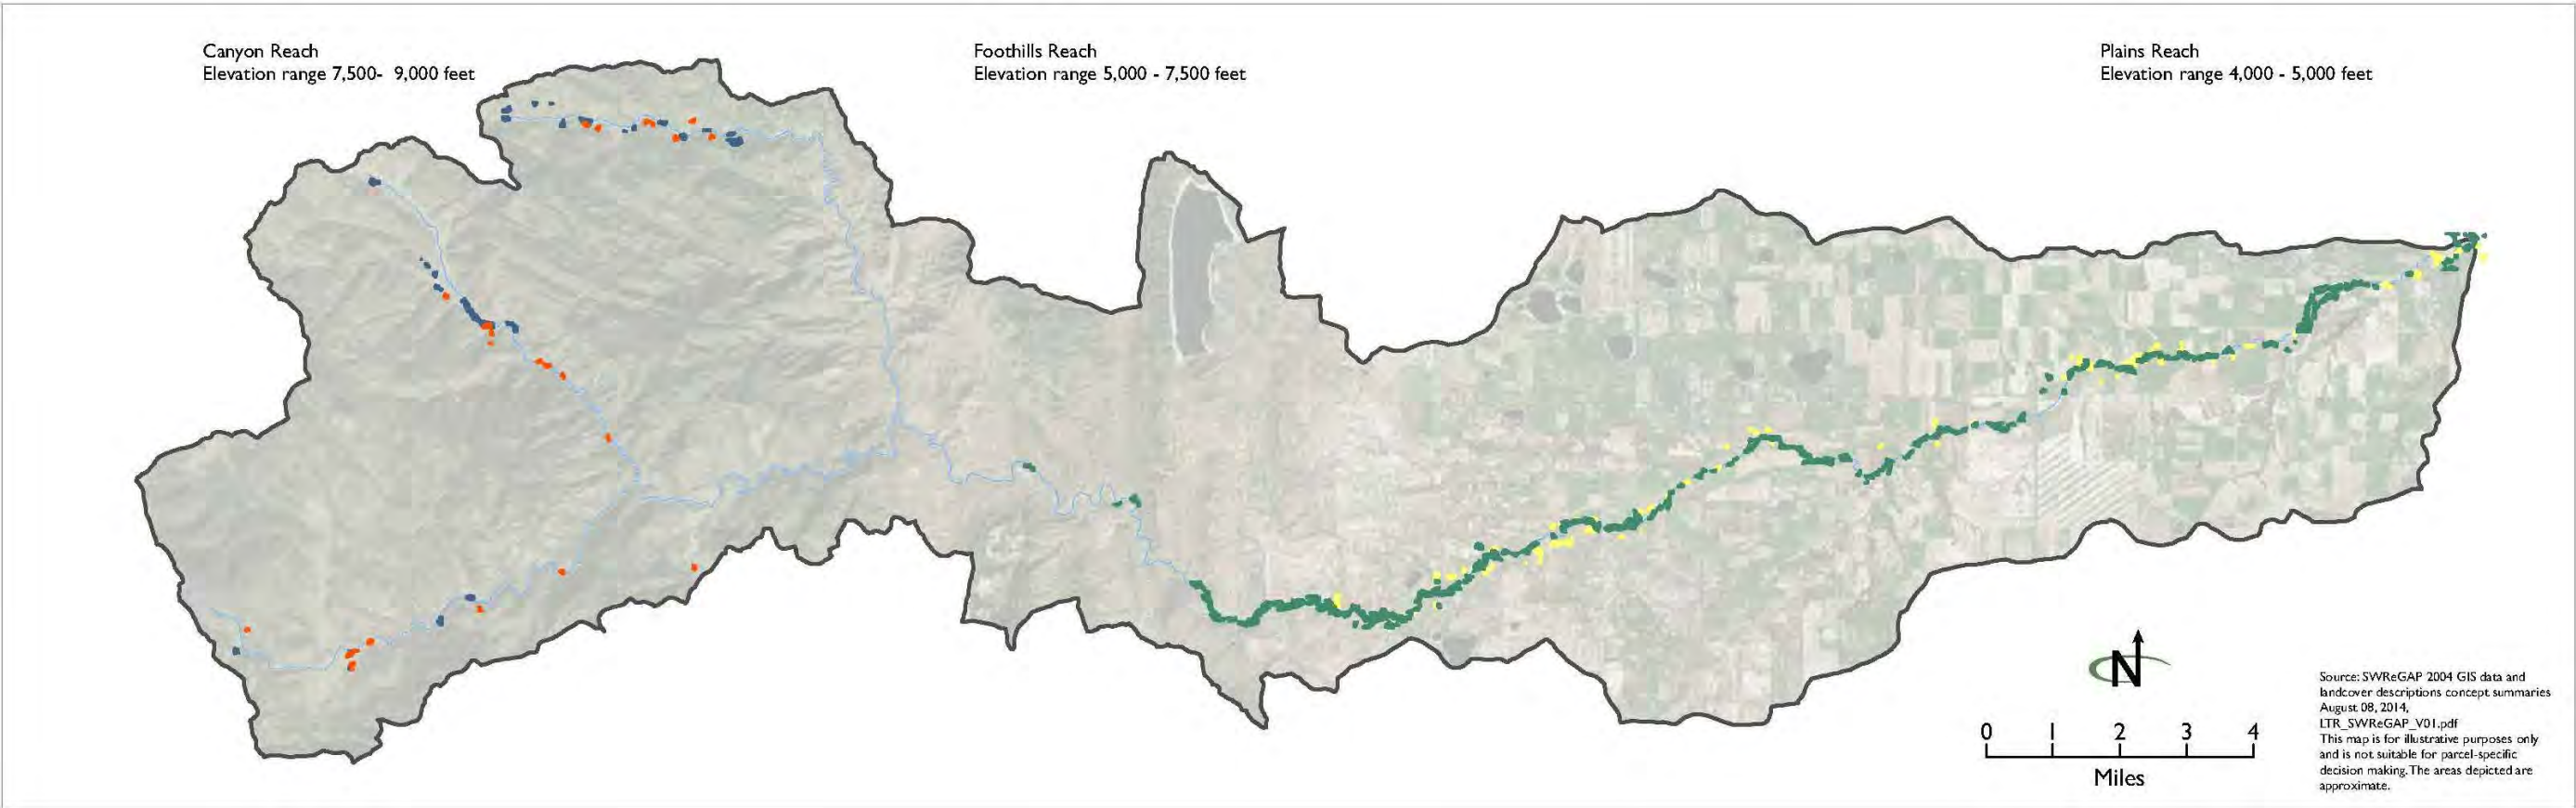 Canyon Reach
Elevation range 7,500- 9,000 feet
Foothills Reach
Elevation range 5,000 - 7,500 feet
Plains Reach
Elevation range 4,000 - 5,000 feet
N
0 1 2 3 4
Miles
Source: SWReGAP 2004 GIS data and
landcover descriptions concept summaries
August 08, 2014,
LTR_SWReGAP_V01.pdf
This map is for illustrative purposes only
and is not suitable for parcel-specific
decision making. The areas depicted are
approximate.